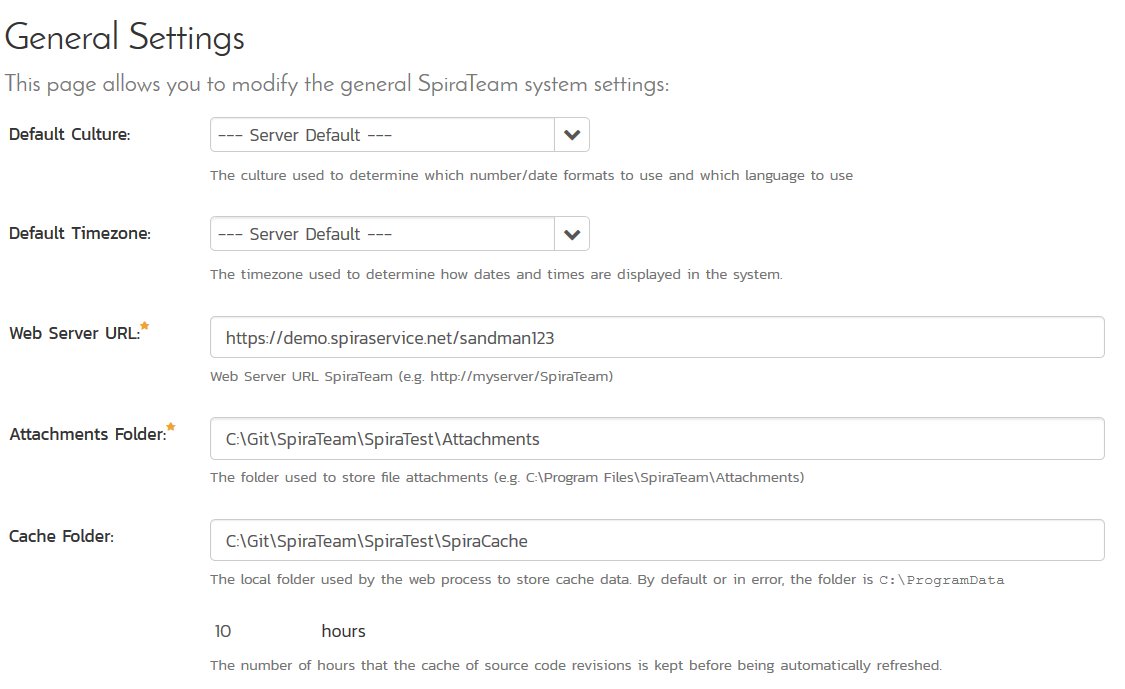 General Settings
This page allows you to modify the general SpiraTeam system settings:
Default Culture:
--- Server Default ---
The culture used to determine which number/date formats to use and which language to use
Default Timezone:
--- Server Default ---
The timezone used to determine how dates and times are displayed in the system.
Web Server URL:
https://demo.spiraservice.net/sandman123
Web Server URL SpiraTeam (e.g. http://myserver/SpiraTeam)
Attachments Folder:
C:\Git\SpiraTeam\SpiraTest\Attachments
The folder used to store file attachments (e.g. C:\Program Files\SpiraTeam\Attachments)
Cache Folder:
C:\Git\SpiraTeam\SpiraTest\SpiraCache
The local folder used by the web process to store cache data. By default or in error, the folder is C:\ProgramData
10 hours
The number of hours that the cache of source code revisions is kept before being automatically refreshed.